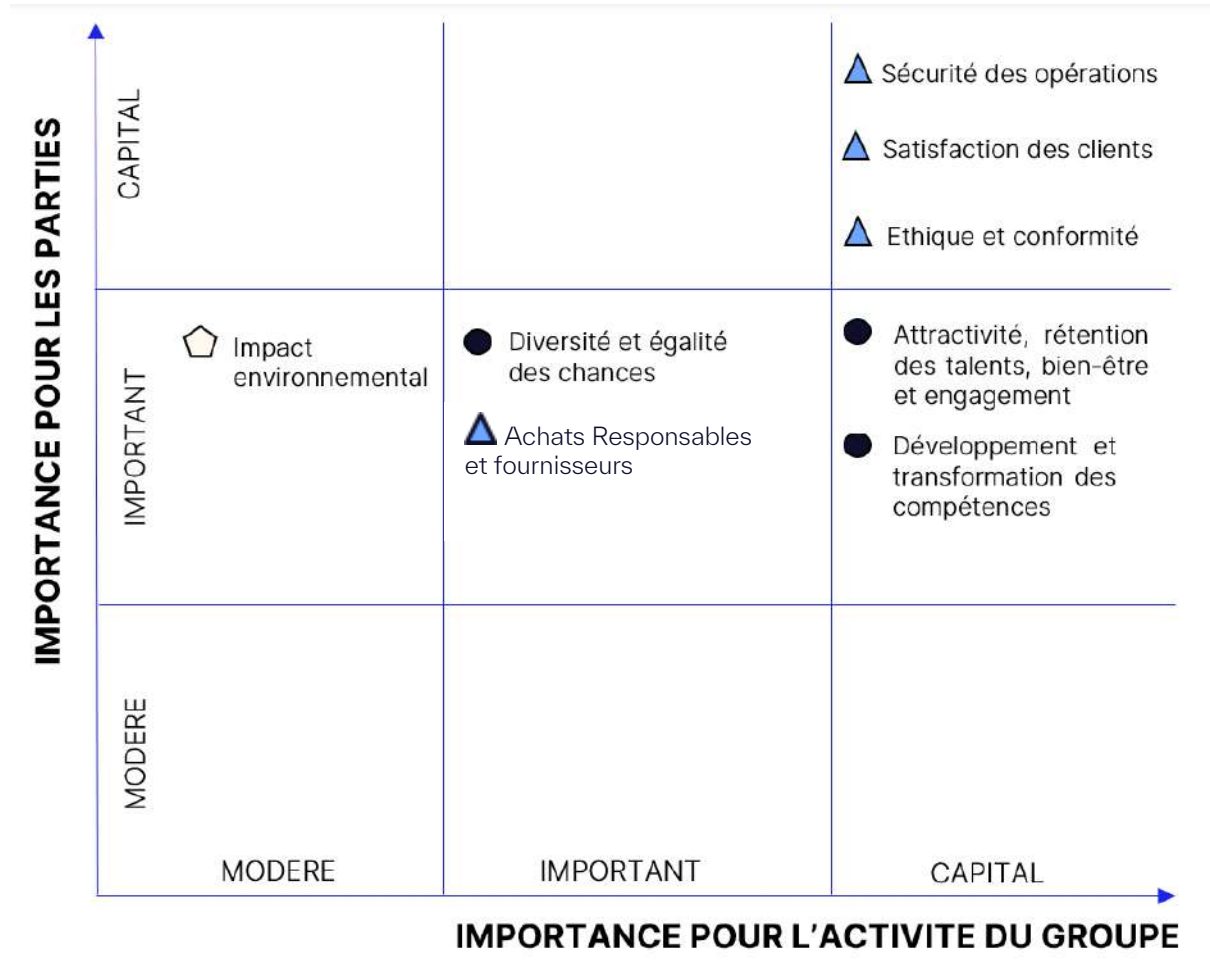 IMPORTANCE POUR LES PARTIES
CAPITAL
Sécurité des opérations
Satisfaction des clients
Ethique et conformité
IMPORTANT
Impact
environnemental
Diversité et égalité
des chances
Achats Responsables
et fournisseurs
Attractivité, rétention
des talents, bien-être
et engagement
Développement et
transformation des
compétences
MODERE
MODERE
IMPORTANT
CAPITAL
IMPORTANCE POUR L'ACTIVITE DU GROUPE